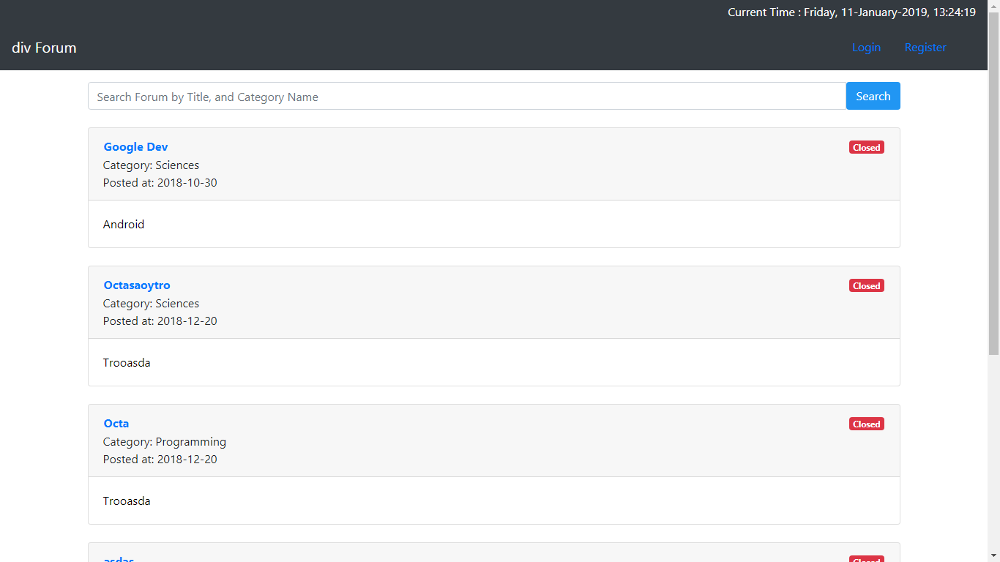 Current Time : Friday, 11-January-2019, 13:24:19
div Forum
Login
Register
Search Forum by Title, and Category Name
Search
Google Dev
Closed
Category: Sciences
Posted at: 2018-10-30
Android
Octasaoytro
Closed
Category: Sciences
Posted at: 2018-12-20
Trooasda
Octa
Closed
Category: Programming
Posted at: 2018-12-20
Trooasda
asdas
Closed